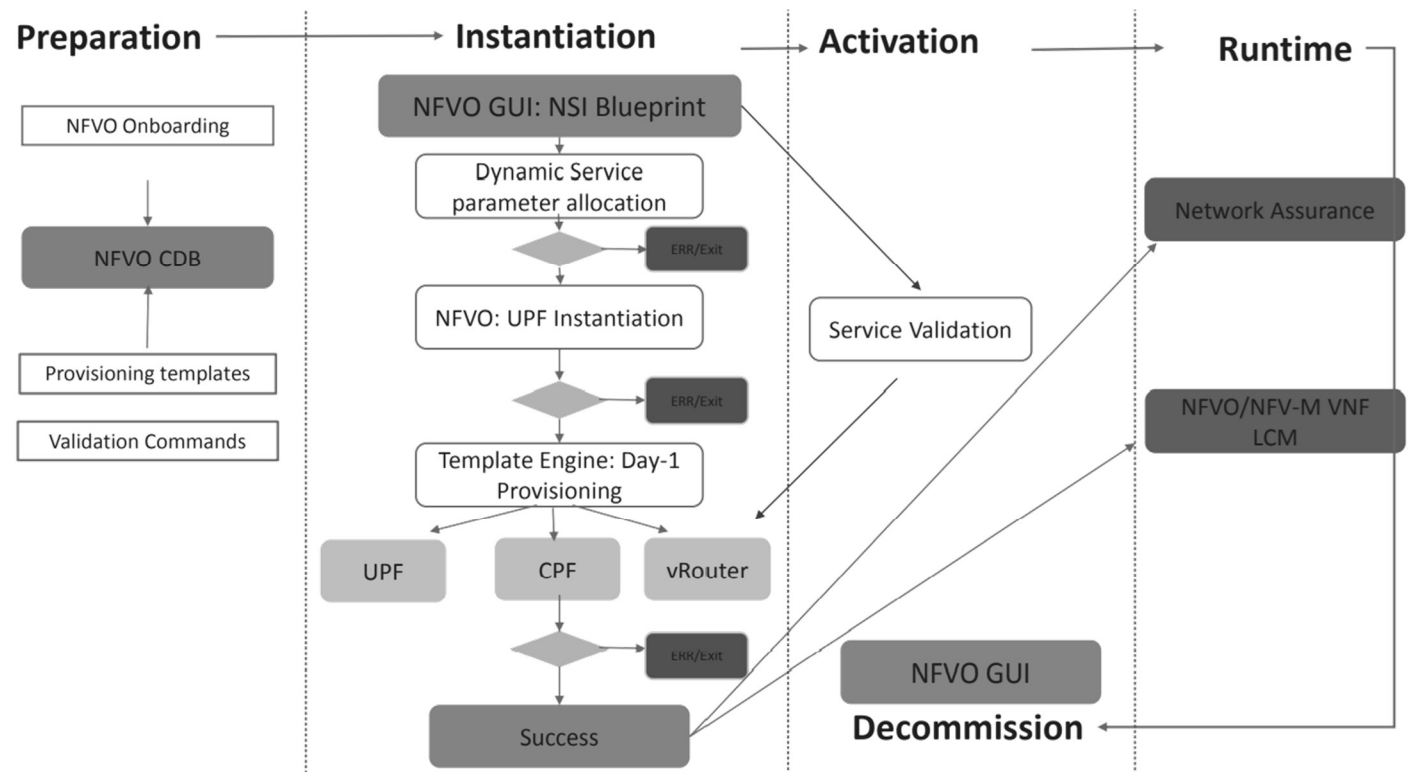 Preparation
Instantiation
Activation
Runtime
NFVO Onboarding
NFVO CDB
Provisioning templates
Validation Commands
NFVO GUI: NSI Blueprint
Dynamic Service
parameter allocation
ERR/Exit
NFVO: UPF Instantiation
ERR/Exit
Template Engine: Day-1
Provisioning
UPF
CPF
vRouter
ERR/Exit
Success
Service Validation
Network Assurance
NFVO/NFV-M VNF
LCM
NFVO GUI
Decommission